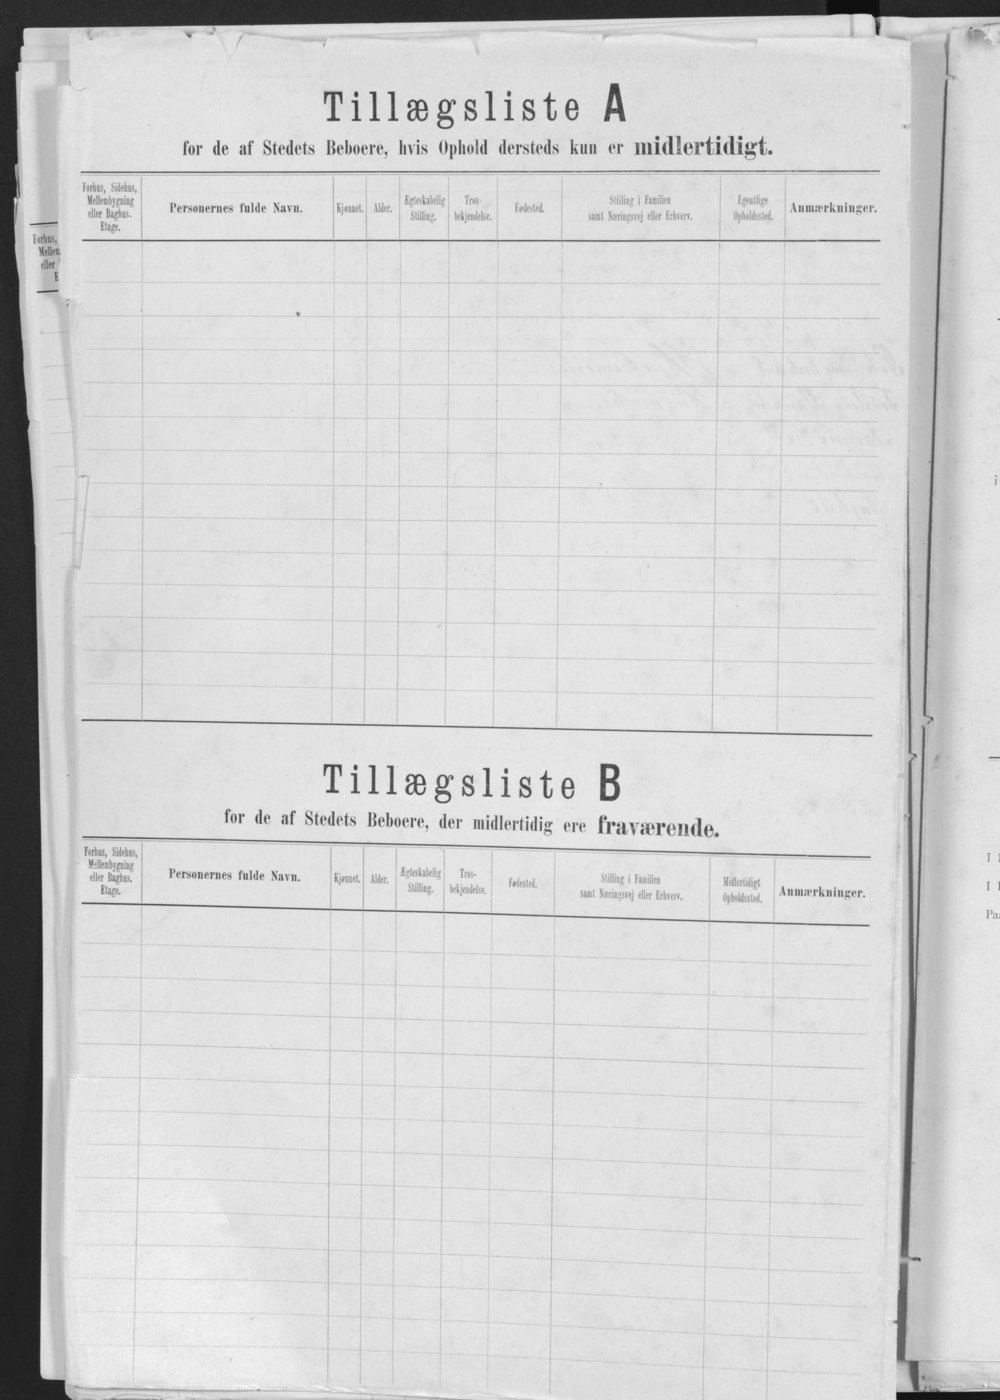 Tillægsliste A
for de af Stedets Beboere, hvis Ophold dersteds kun er midlertidigt.
Forhus, Sidehus,
Mellembygning
eller Baghus.
Etage.
Personernes fulde Navn.
Kjønnet.
Alder.
Ægteskabelig
Stilling.
Tros-
bekjendelse.
Fødested.
Stilling i Familien
samt Næringsvej eller Erhverv.
Egentlige
Opholdssted.
Anmærkninger.
Tillægsliste B
for de af Stedets Beboere, der midlertidig ere fraværende.
Forhus, Sidehus,
Mellembygning
eller Baghus.
Etage.
Personernes fulde Navn.
Kjønnet.
Alder.
Ægteskabelig
Stilling.
Tros-
bekjendelse.
Fødested.
Stilling i Familien
samt Næringsvej eller Erhverv.
Midlertidigt
Opholdssted.
Anmærkninger.
Forhus,
Mellem
eller
E